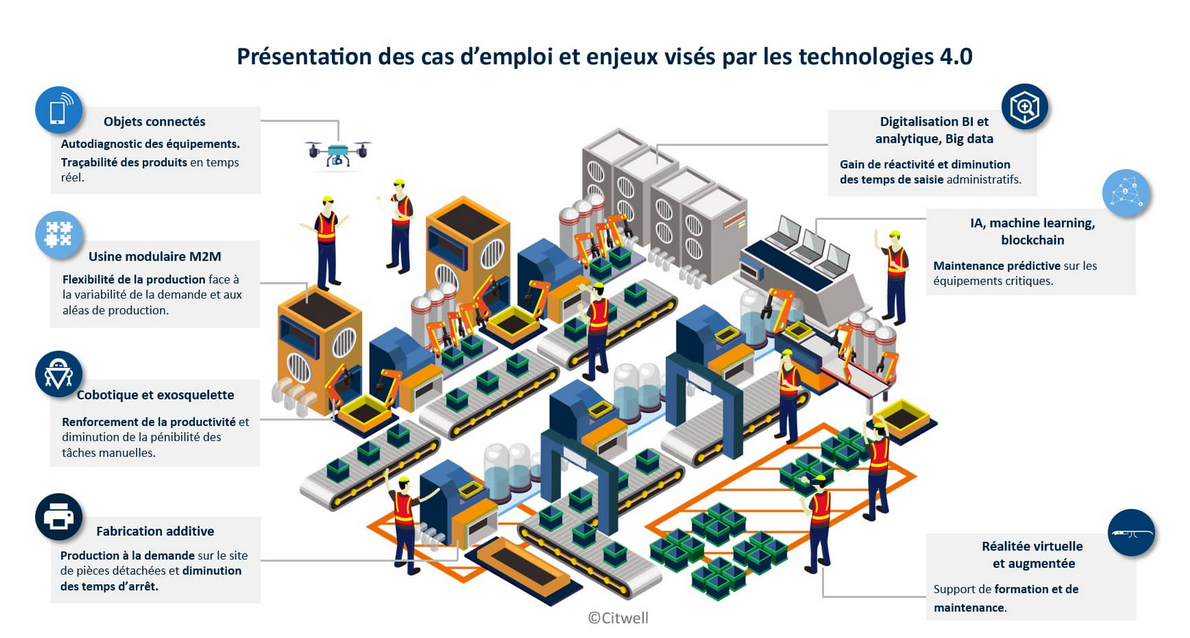 Présentation des cas d'emploi et enjeux visés par les technologies 4.0
Objets connectés
Autodiagnostic des équipements.
Traçabilité des produits en temps
réel.
Usine modulaire M2M
Flexibilité de la production face à
la variabilité de la demande et aux
aléas de production.
Cobotique et exosquelette
Renforcement de la productivité et
diminution de la pénibilité des
tâches manuelles.
Fabrication additive
Production à la demande sur le site
de pièces détachées et diminution
des temps d'arrêt.
Digitalisation BI et
analytique, Big data
Gain de réactivité et diminution
des temps de saisie administratifs.
IA, machine learning,
blockchain
Maintenance prédictive sur les
équipements critiques.
Réalitée virtuelle
et augmentée
Support de formation et de
maintenance.
©Citwell